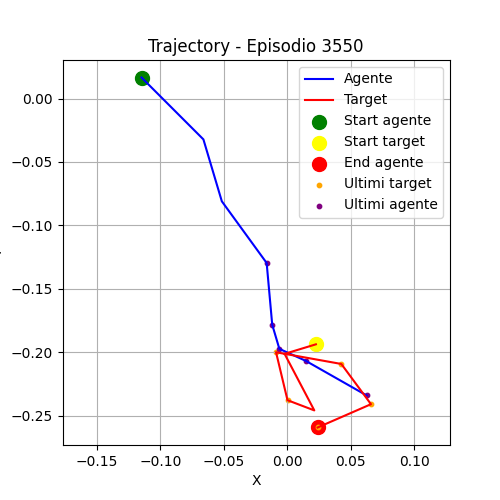 Trajectory - Episodio 3550
Agente
Target
Start agente
Start target
End agente
Ultimi target
Ultimi agente
0.00
−0.05
−0.10
−0.15
−0.20
−0.25
−0.15
−0.10
−0.05
0.00
0.05
0.10
X